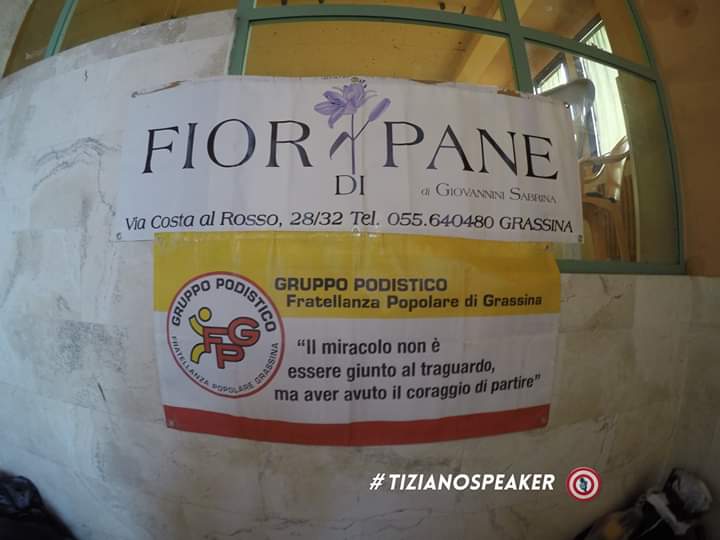 FIOR DI PANE
di GIOVANNINI SABRINA
Via Costa al Rosso, 28/32 Tel. 055.640480 GRASSINA
GRUPPO PODISTICO
Fratellanza Popolare di Grassina
GRUPPO PODISTICO
GFP
FRATELLANZA POPOLARE GRASSINA
"Il miracolo non è
essere giunto al traguardo,
ma aver avuto il coraggio di partire"
# TIZIANOSPEAKER